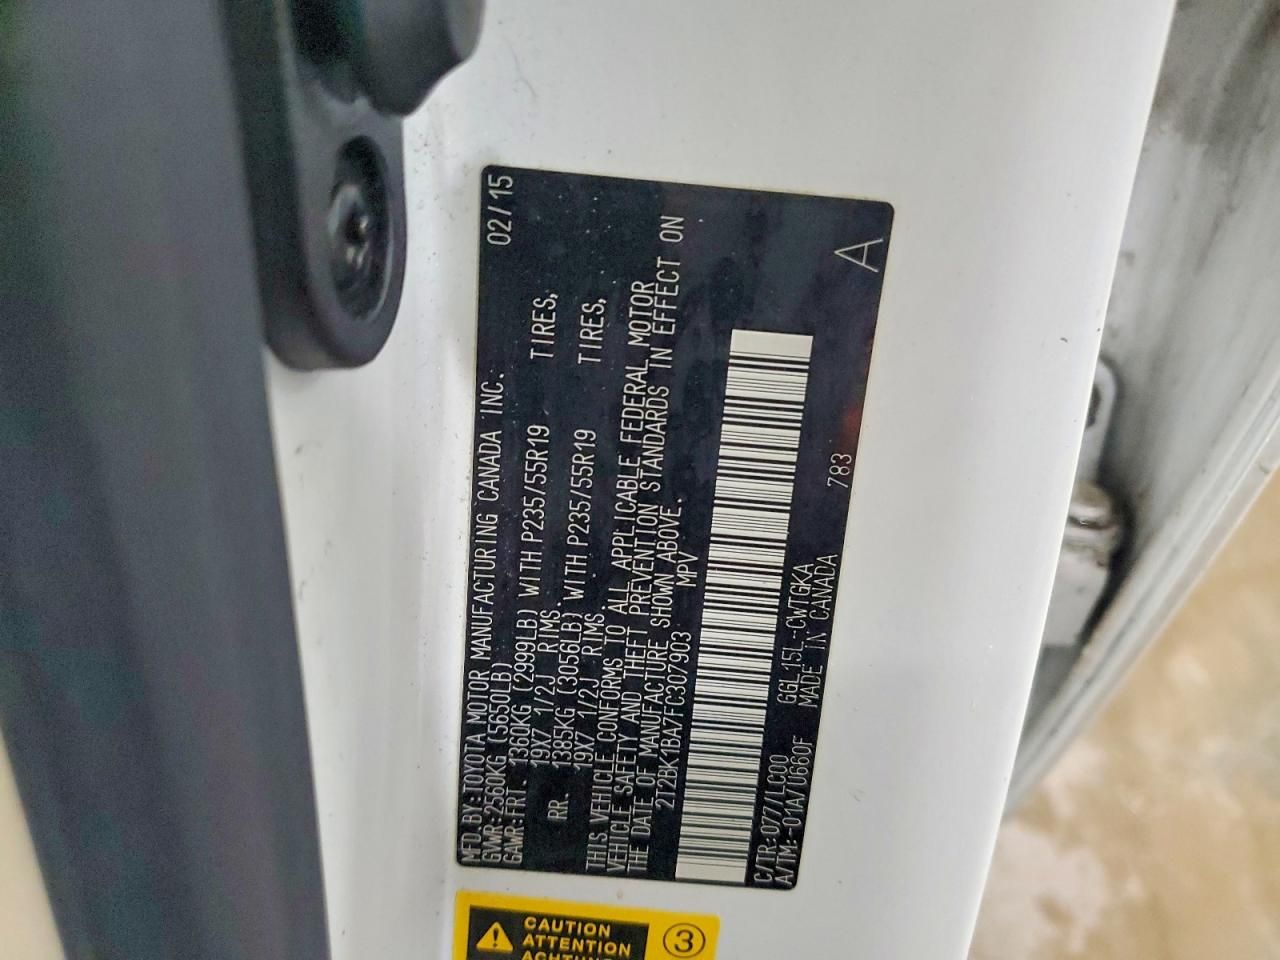 MFD.BY:TOYOTA MOTOR MANUFACTURING CANADA INC. 02/15
GVWR:2560KG (5650LB)
GAWR:FRT. 1360KG (2999LB) WITH P235/55R19 TIRES,
19X7 1/2J RIMS.
RR. 1385KG (3056LB) WITH P235/55R19 TIRES,
19X7 1/2J RIMS.
THIS VEHICLE CONFORMS TO ALL APPLICABLE FEDERAL MOTOR
VEHICLE SAFETY AND THEFT PREVENTION STANDARDS IN EFFECT ON
THE DATE OF MANUFACTURE SHOWN ABOVE.
2T2BK1BA7FC307903 MPV
C/TR:077/LC00 GGL15L-CWTGKA 783
A/TM:-01A/U660F MADE IN CANADA A
CAUTION
ATTENTION
ACHTUNG
3